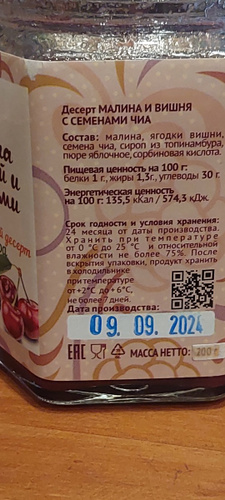 Десерт МАЛИНА И ВИШНЯ
С СЕМЕНАМИ ЧИА
Состав: малина, ягодки вишни,
семена чиа, сироп из топинамбура,
пюре яблочное, сорбиновая кислота.
Пищевая ценность на 100 г:
белки 1 г., жиры 1,3г., углеводы 30 г.
Энергетическая ценность
на 100 г: 135,5 кКал / 574,3 кДж.
Срок годности и условия хранения:
24 месяца от даты производства.
Хранить при температуре
от 0 °С до 25 °С и относительной
влажности не более 75%. После
вскрытия упаковки, продукт хранить
в холодильнике
при температуре
от +2°С до + 6°С,
не более дней.
Дата производства:
09. 09. 2024
ЕАС
МАССА НЕТТО: 200 г.
десерт